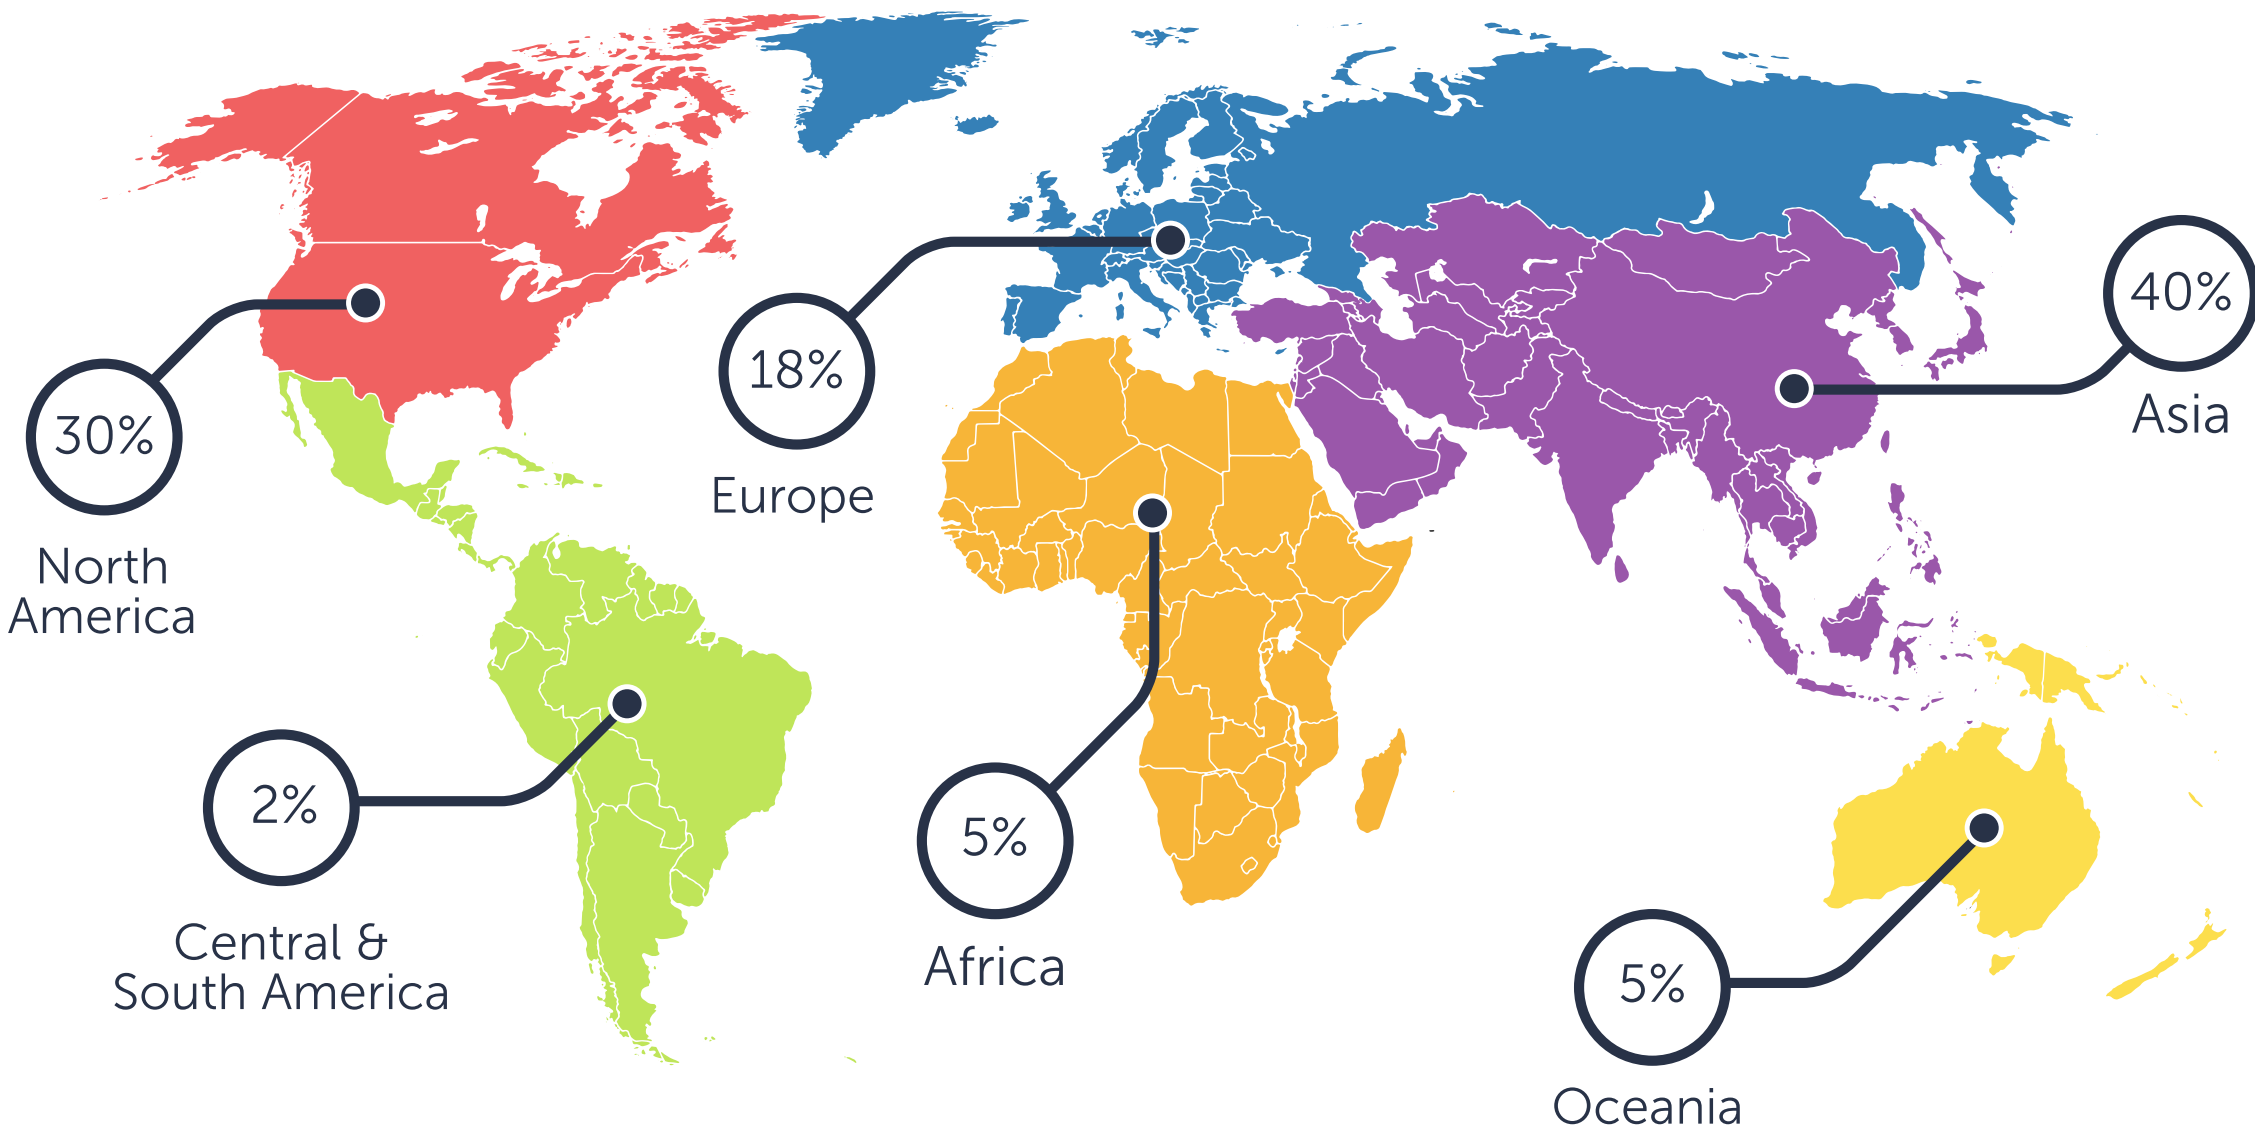 30%
North
America
18%
Europe
40%
Asia
2%
Central &
South America
5%
Africa
5%
Oceania